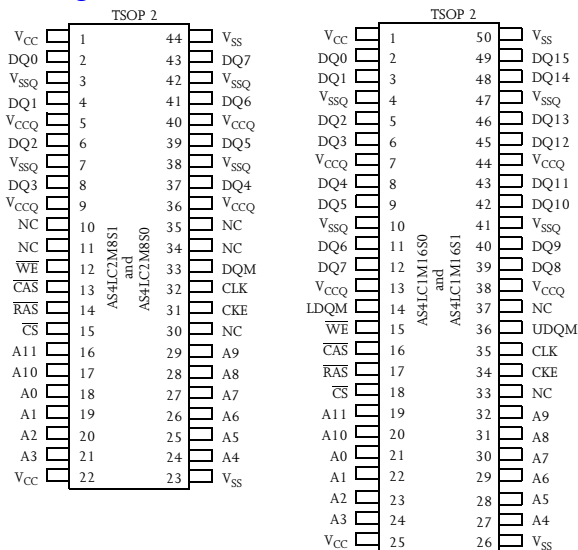 TSOP 2
VCC 1 44 VSS
DQ0 2 43 DQ7
VSSQ 3 42 VSSQ
DQ1 4 41 DQ6
VCCQ 5 40 VCCQ
DQ2 6 39 DQ5
VSSQ 7 38 VSSQ
DQ3 8 37 DQ4
VCCQ 9 36 VCCQ
NC 10 35 NC
NC 11 34 NC
WE 12 33 DQM
CAS 13 32 CLK
RAS 14 31 CKE
CS 15 30 NC
A11 16 29 A9
A10 17 28 A8
A0 18 27 A7
A1 19 26 A6
A2 20 25 A5
A3 21 24 A4
VCC 22 23 VSS
AS4LC2M8S1
and
AS4LC2M8S0
TSOP 2
VCC 1 50 VSS
DQ0 2 49 DQ15
DQ1 3 48 DQ14
VSSQ 4 47 VSSQ
DQ2 5 46 DQ13
DQ3 6 45 DQ12
VCCQ 7 44 VCCQ
DQ4 8 43 DQ11
DQ5 9 42 DQ10
VSSQ 10 41 VSSQ
DQ6 11 40 DQ9
DQ7 12 39 DQ8
VCCQ 13 38 VCCQ
LDQM 14 37 NC
WE 15 36 UDQM
CAS 16 35 CLK
RAS 17 34 CKE
CS 18 33 NC
A11 19 32 A9
A10 20 31 A8
A0 21 30 A7
A1 22 29 A6
A2 23 28 A5
A3 24 27 A4
VCC 25 26 VSS
AS4LC1M16S0
and
AS4LC1M16S1